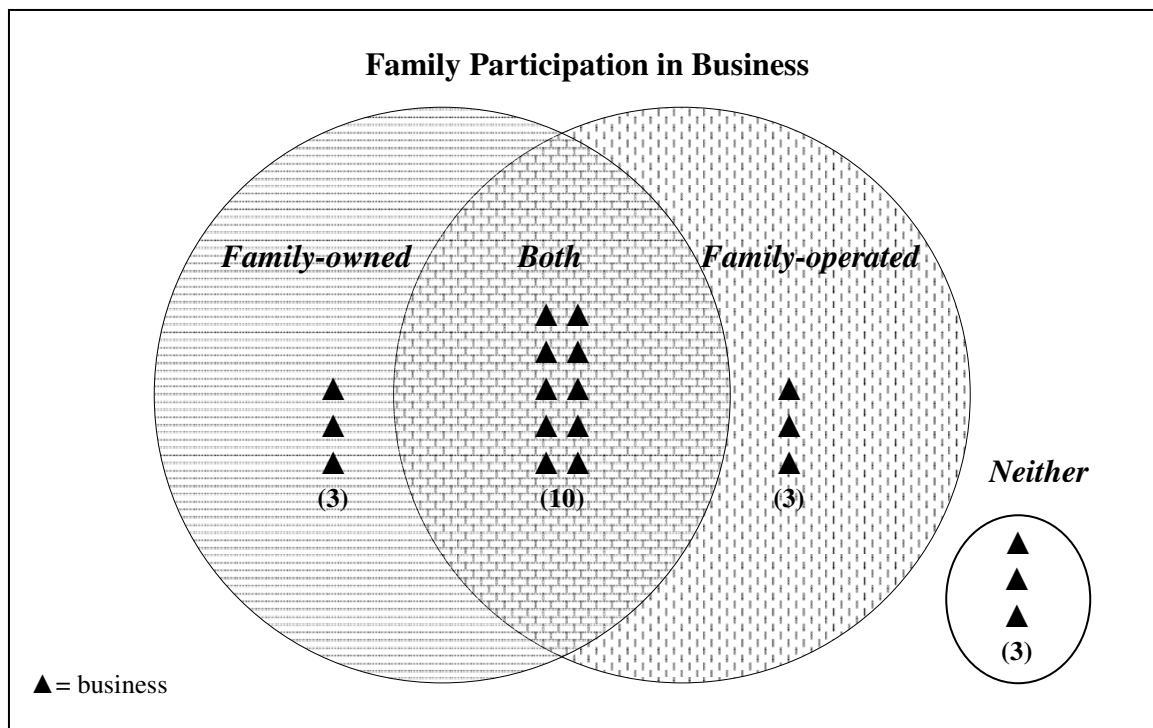 Family Participation in Business
Family-owned Both Family-operated
(3) (10) (3)
Neither
(3)
▲= business